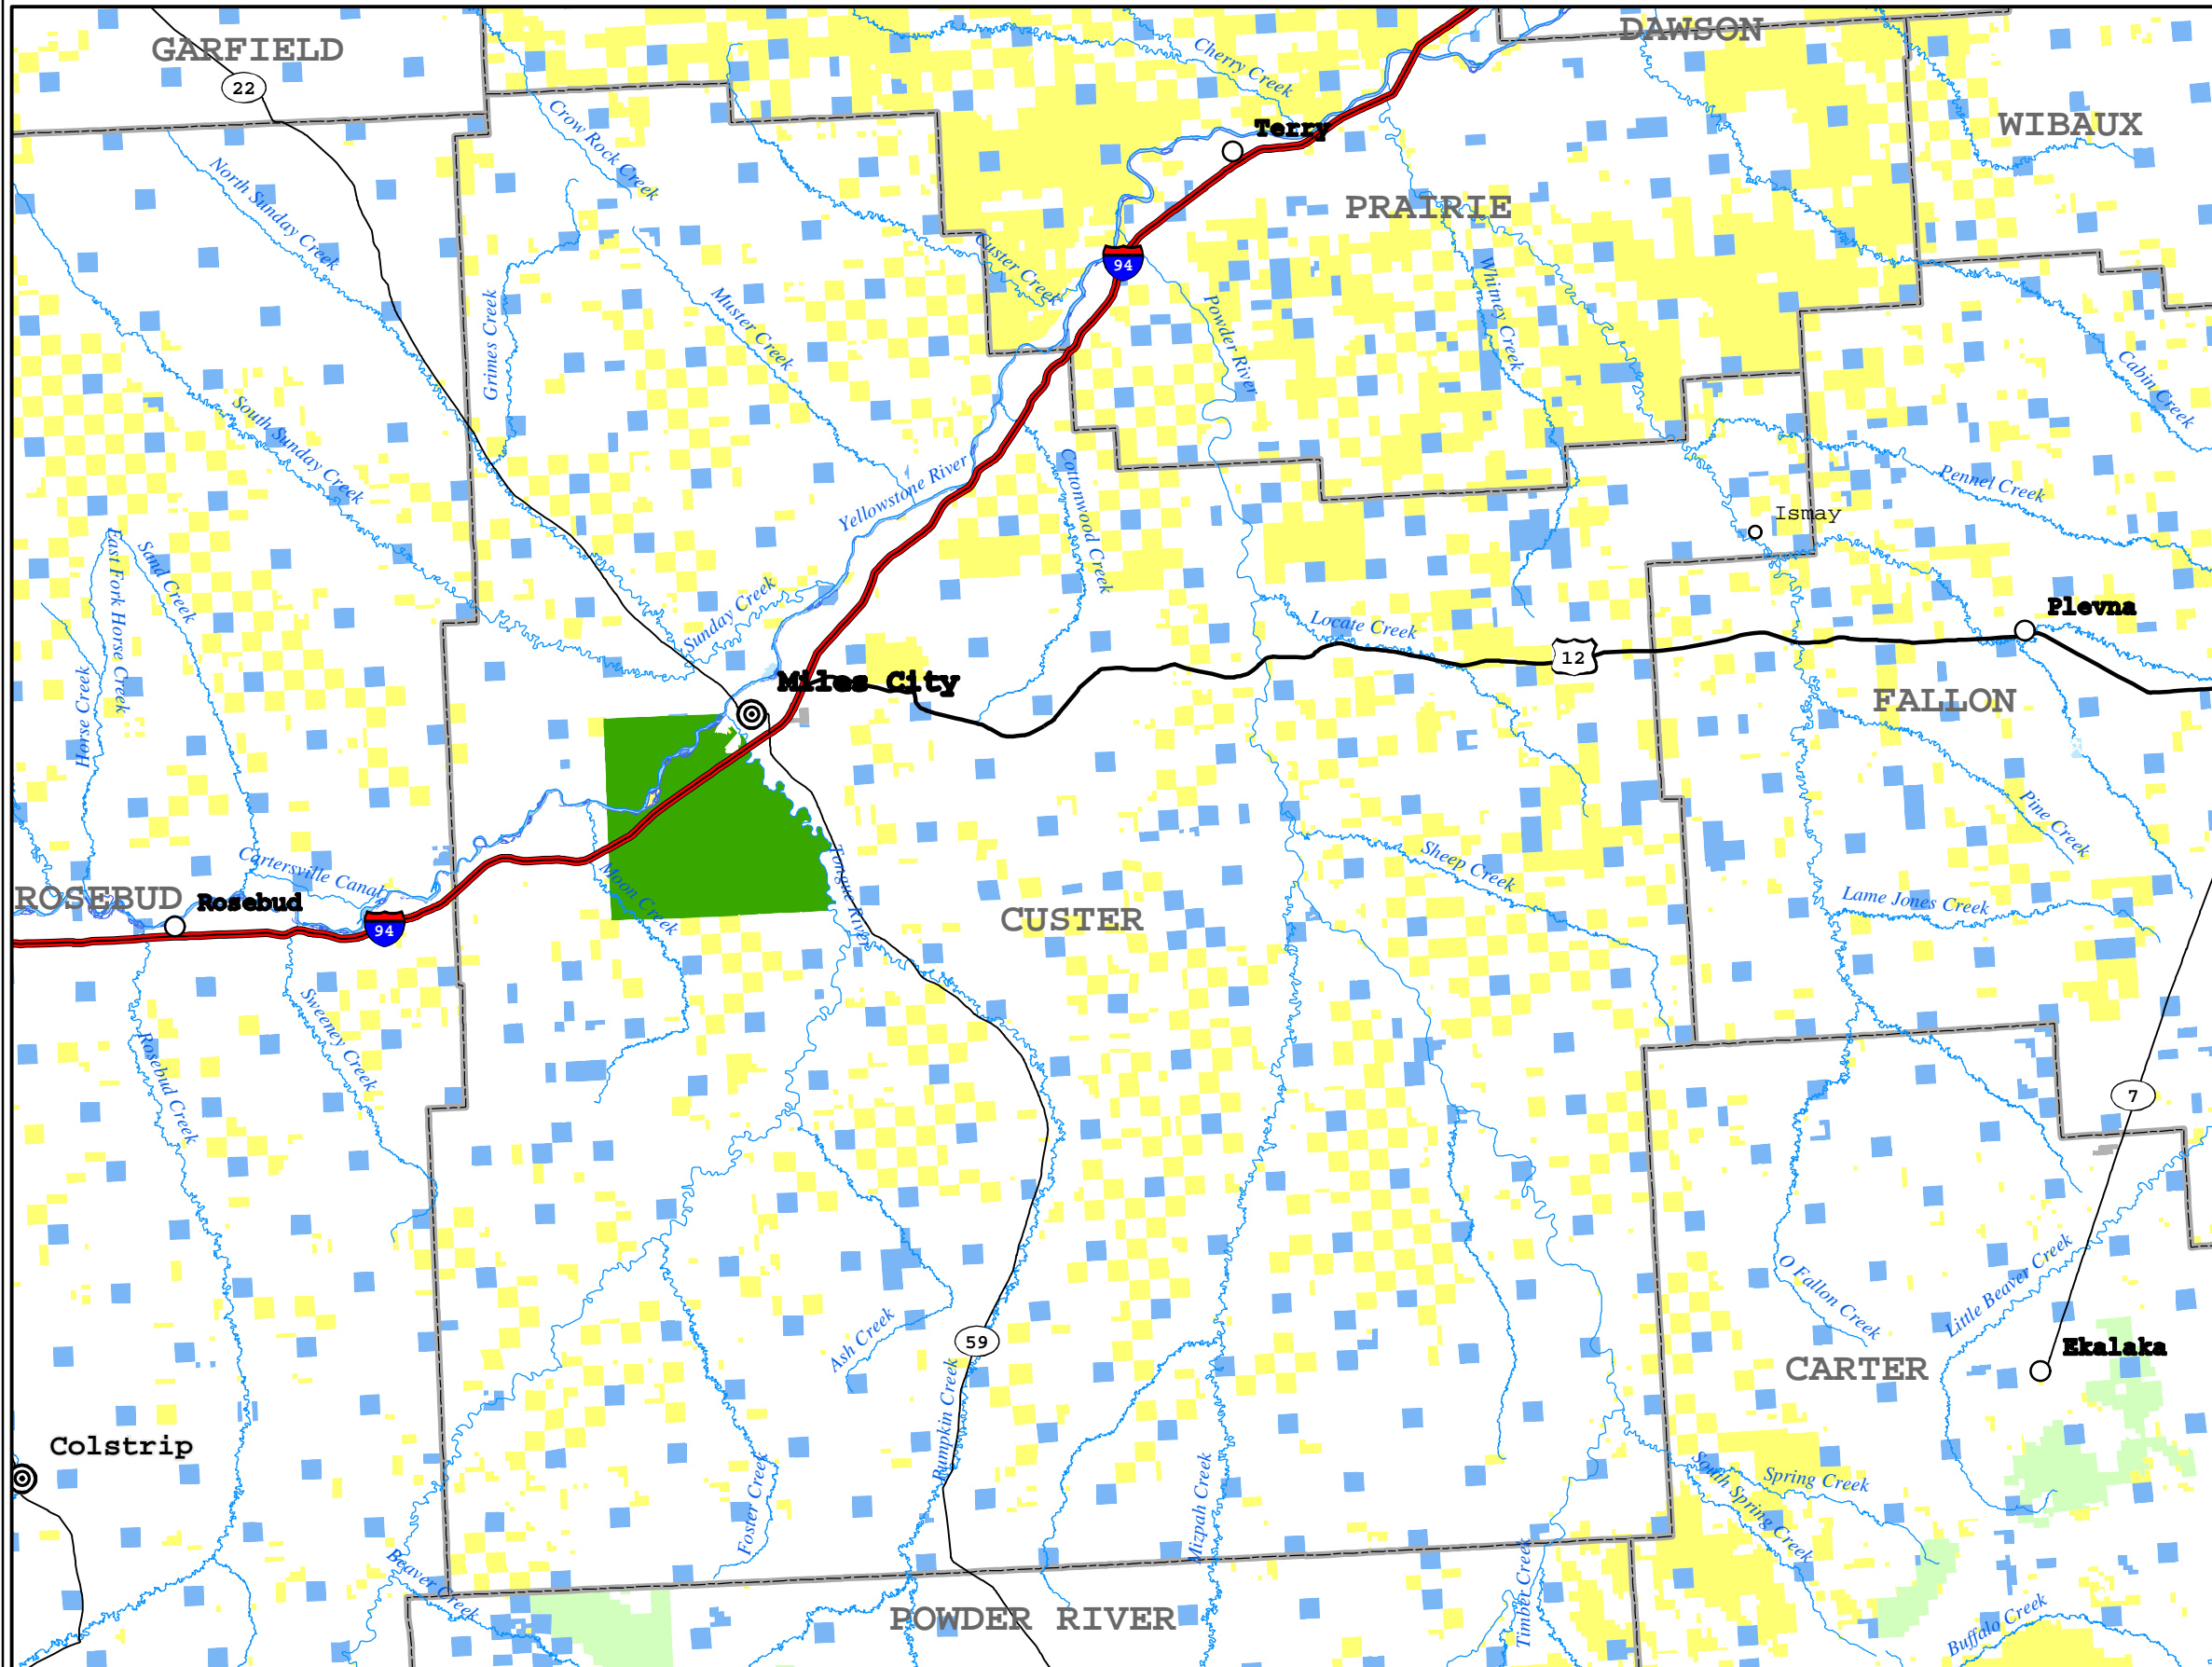 GARFIELD
DAWSON
22
Cherry Creek
Crow Rock Creek
Terry
WIBAUX
North Sunday Creek
PRAIRIE
Custer Creek
94
Whitney Creek
Grimes Creek
Muster Creek
Powder River
Cabin Creek
South Sunday Creek
Yellowstone River
Cottonwood Creek
Pennel Creek
Ismay
East Fork Horse Creek
Sand Creek
Sunday Creek
Locate Creek
Plevna
12
Horse Creek
Miles City
FALLON
Pine Creek
Cartersville Canal
Tongue River
Sheep Creek
ROSEBUD
Rosebud
Moon Creek
CUSTER
Lame Jones Creek
94
Sweeney Creek
Rosebud Creek
7
O Fallon Creek
Little Beaver Creek
Ash Creek
59
Ekalaka
CARTER
Pumpkin Creek
Colstrip
Foster Creek
Mizpah Creek
South Spring Creek
Spring Creek
Beaver Creek
Timber Creek
POWDER RIVER
Buffalo Creek